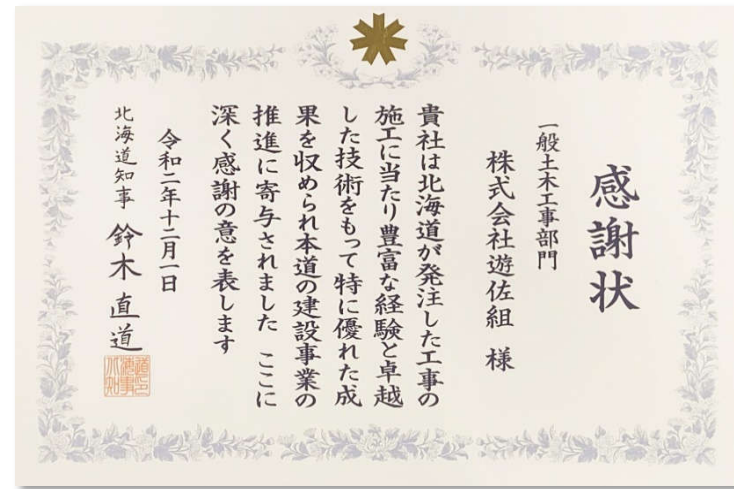 感謝状
一般土木工事部門
株式会社遊佐組 様
貴社は北海道が発注した工事の
施工に当たり豊富な経験と卓越
した技術をもって特に優れた成
果を収められ本道の建設事業の
推進に寄与されました ここに
深く感謝の意を表します
令和二年十二月一日
北海道知事 鈴木直道